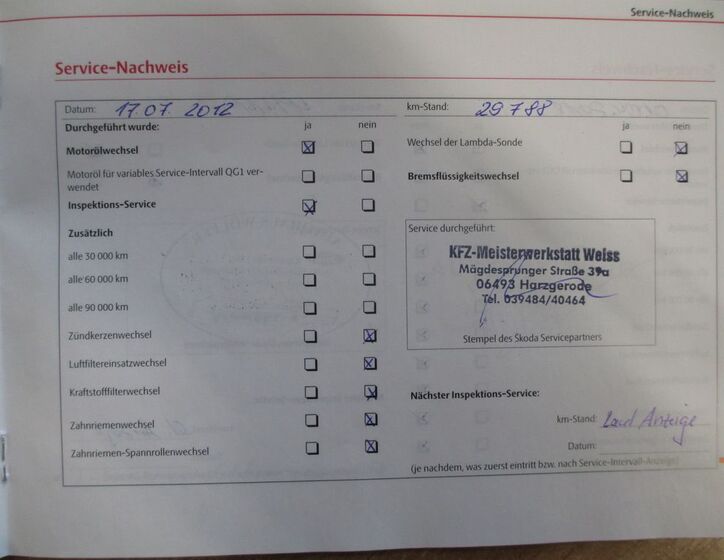 Service–Nachweis
Service–Nachweis
Datum: 17.07.2012
Durchgeführt wurde: ja nein
Motorölwechsel
Motoröl für variables Service-Intervall QG1 ver-
wendet
Inspektions-Service
Zusätzlich
alle 30 000 km
alle 60 000 km
alle 90 000 km
Zündkerzenwechsel
Luftfiltereinsatzwechsel
Kraftstofffilterwechsel
Zahnriemenwechsel
Zahnriemen-Spannrollenwechsel
km-Stand: 29788
ja nein
Wechsel der Lambda-Sonde
Bremsflüssigkeitswechsel
Service durchgeführt:
KFZ-Meisterwerkstatt Weiss
Mägdesprunger Straße 39a
06493 Harzgerode
Tel. 039484/40464
Stempel des Škoda Servicepartners
Nächster Inspektions-Service:
km-Stand: Laut Anzeige
Datum:
(je nachdem, was zuerst eintritt bzw. nach Service-Intervall-Anzeige)